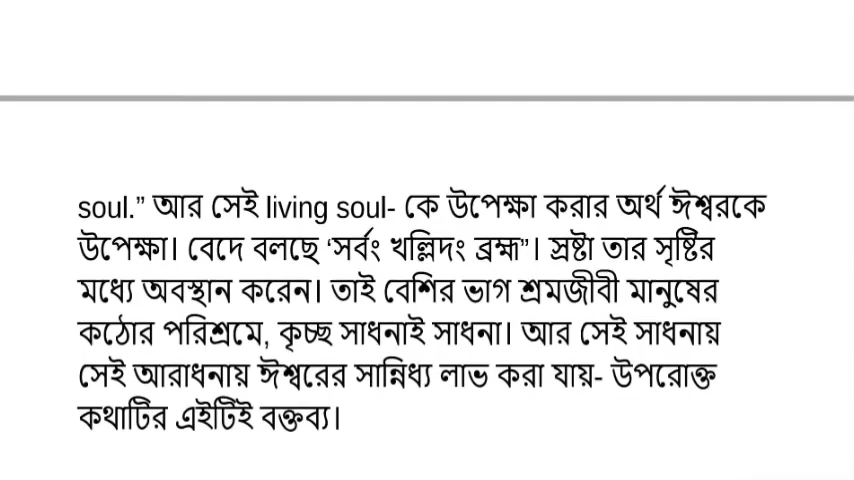 soul.” আর সেই living soul- কে উপেক্ষা করার অর্থ ঈশ্বরকে
উপেক্ষা। বেদে বলছে ‘সর্বং খল্লিদং ব্রহ্ম”। স্রষ্টা তার সৃষ্টির
মধ্যে অবস্থান করেন। তাই বেশির ভাগ শ্রমজীবী মানুষের
কঠোর পরিশ্রমে, কৃচ্ছ সাধনাই সাধনা। আর সেই সাধনায়
সেই আরাধনায় ঈশ্বরের সান্নিধ্য লাভ করা যায়- উপরোক্ত
কথাটির এইটিই বক্তব্য।